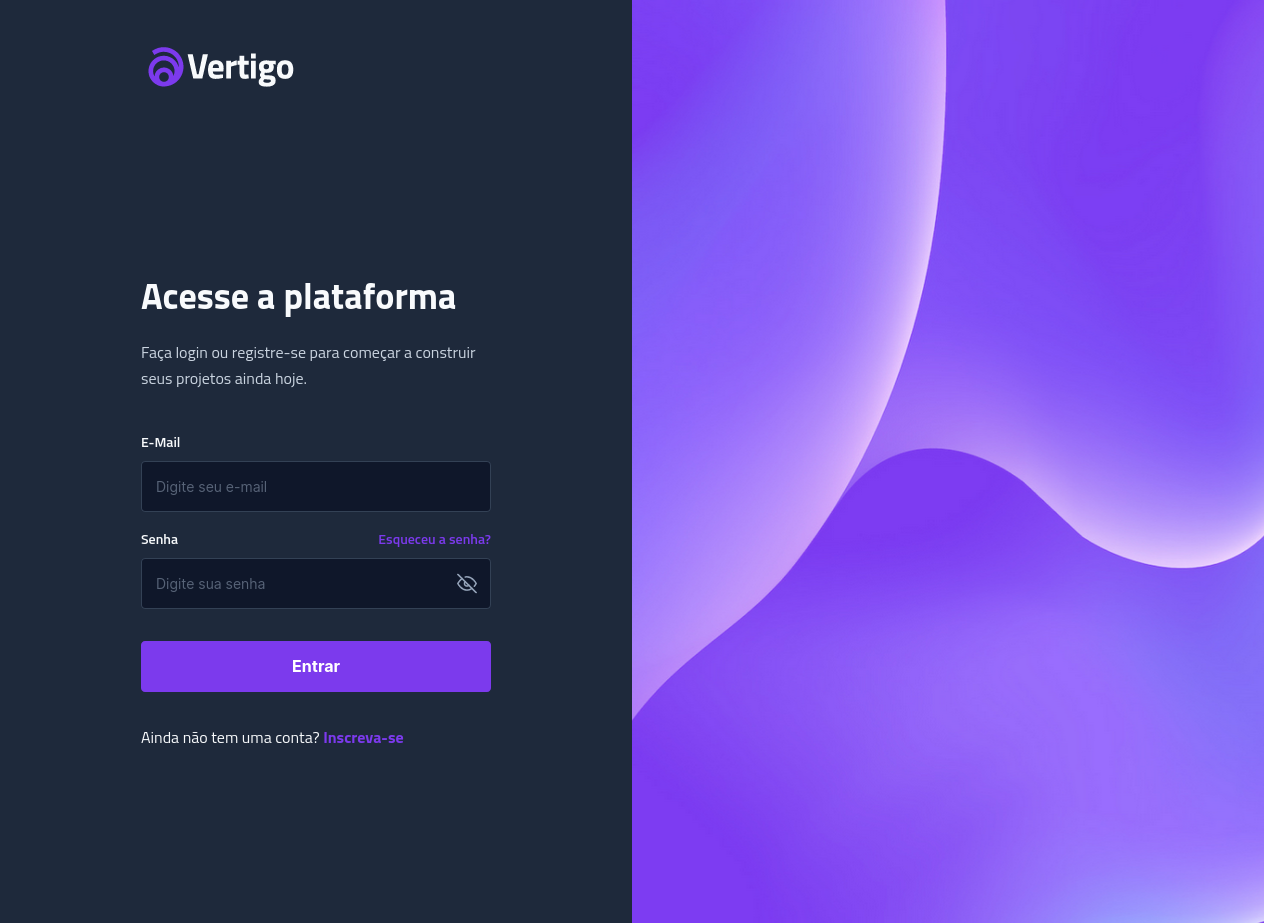 Vertigo
Acesse a plataforma
Faça login ou registre-se para começar a construir
seus projetos ainda hoje.
E-Mail
Digite seu e-mail
Senha Esqueceu a senha?
Digite sua senha
Entrar
Ainda não tem uma conta? Inscreva-se